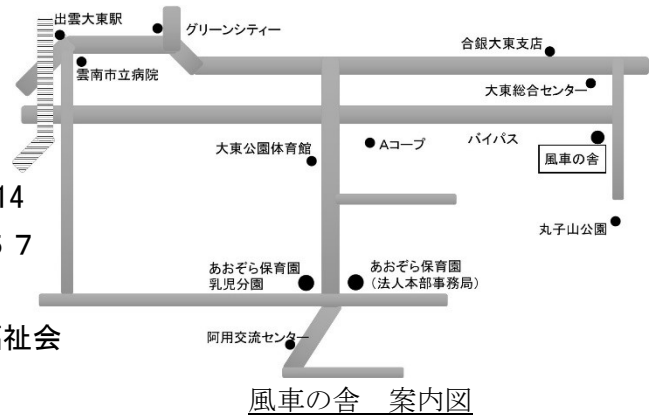 出雲大東駅
グリーンシティー
合銀大東支店
雲南市立病院
大東総合センター
大東公園体育館
Aコープ
バイパス
風車の舎
14
5 7
丸子山公園
あおぞら保育園
乳児分園
あおぞら保育園
(法人本部事務局)
祉会
阿用交流センター
風車の舎 案内図